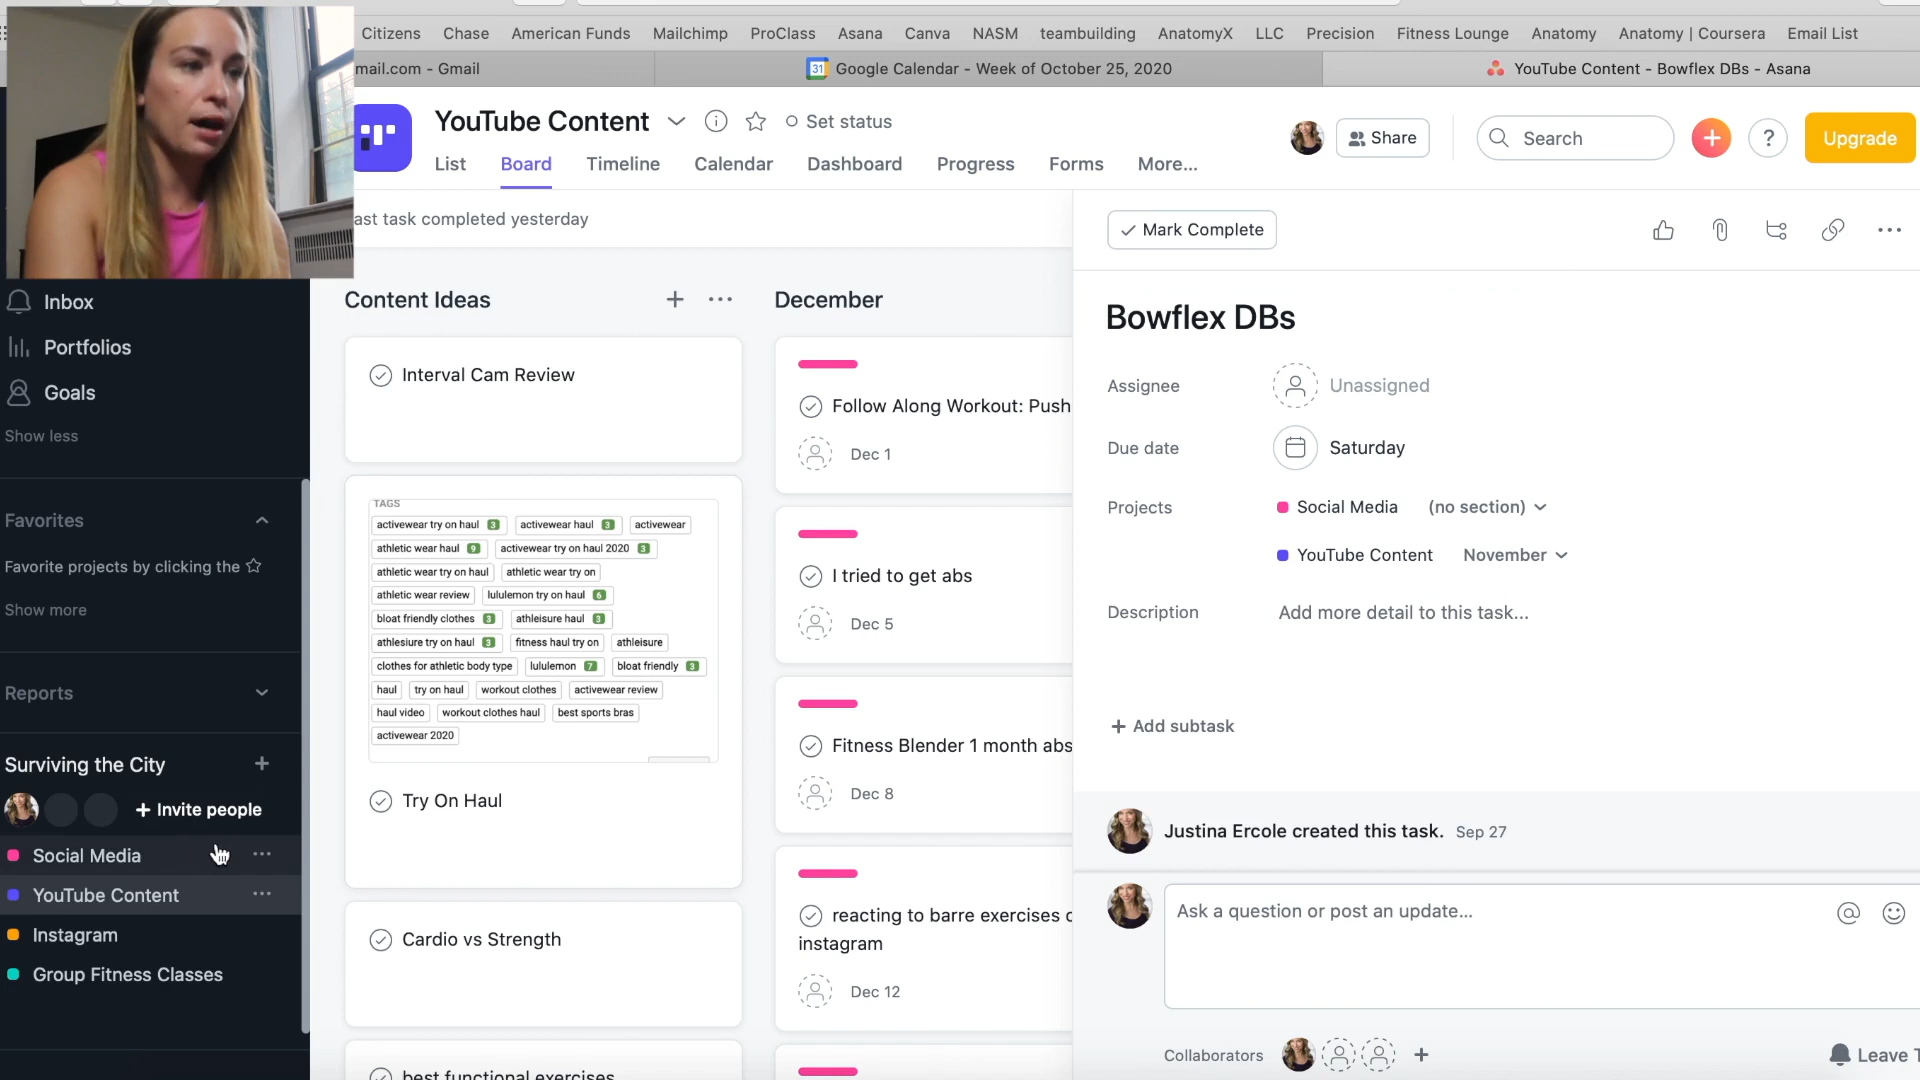 Citizens Chase American Funds Mailchimp ProClass Asana Canva NASM teambuilding AnatomyX LLC Precision Fitness Lounge Anatomy Anatomy | Coursera Email List
mail.com - Gmail
31 Google Calendar - Week of October 25, 2020
YouTube Content - Bowflex DBs - Asana
YouTube Content
Set status
Share
Search
?
Upgrade
List Board Timeline Calendar Dashboard Progress Forms More...
ast task completed yesterday
Inbox
Portfolios
Goals
Show less
Favorites
Favorite projects by clicking the
Show more
Reports
Surviving the City
Invite people
Social Media
YouTube Content
Instagram
Group Fitness Classes
Content Ideas
Interval Cam Review
TAGS
activewear try on haul 3 activewear haul 3 activewear
athletic wear haul 9 activewear try on haul 2020 3
athletic wear try on haul athletic wear try on
athletic wear review lululemon try on haul 6
bloat friendly clothes 3 athleisure haul 3
athlesiure try on haul 3 fitness haul try on athleisure
clothes for athletic body type lululemon 7 bloat friendly 3
haul try on haul workout clothes activewear review
haul video workout clothes haul best sports bras
activewear 2020
Try On Haul
Cardio vs Strength
best functional exercises
December
Follow Along Workout: Push
Dec 1
I tried to get abs
Dec 5
Fitness Blender 1 month abs
Dec 8
reacting to barre exercises o
instagram
Dec 12
Mark Complete
Bowflex DBs
Assignee Unassigned
Due date Saturday
Projects Social Media (no section)
YouTube Content November
Description Add more detail to this task...
+ Add subtask
Justina Ercole created this task. Sep 27
Ask a question or post an update...
Collaborators
Leave T